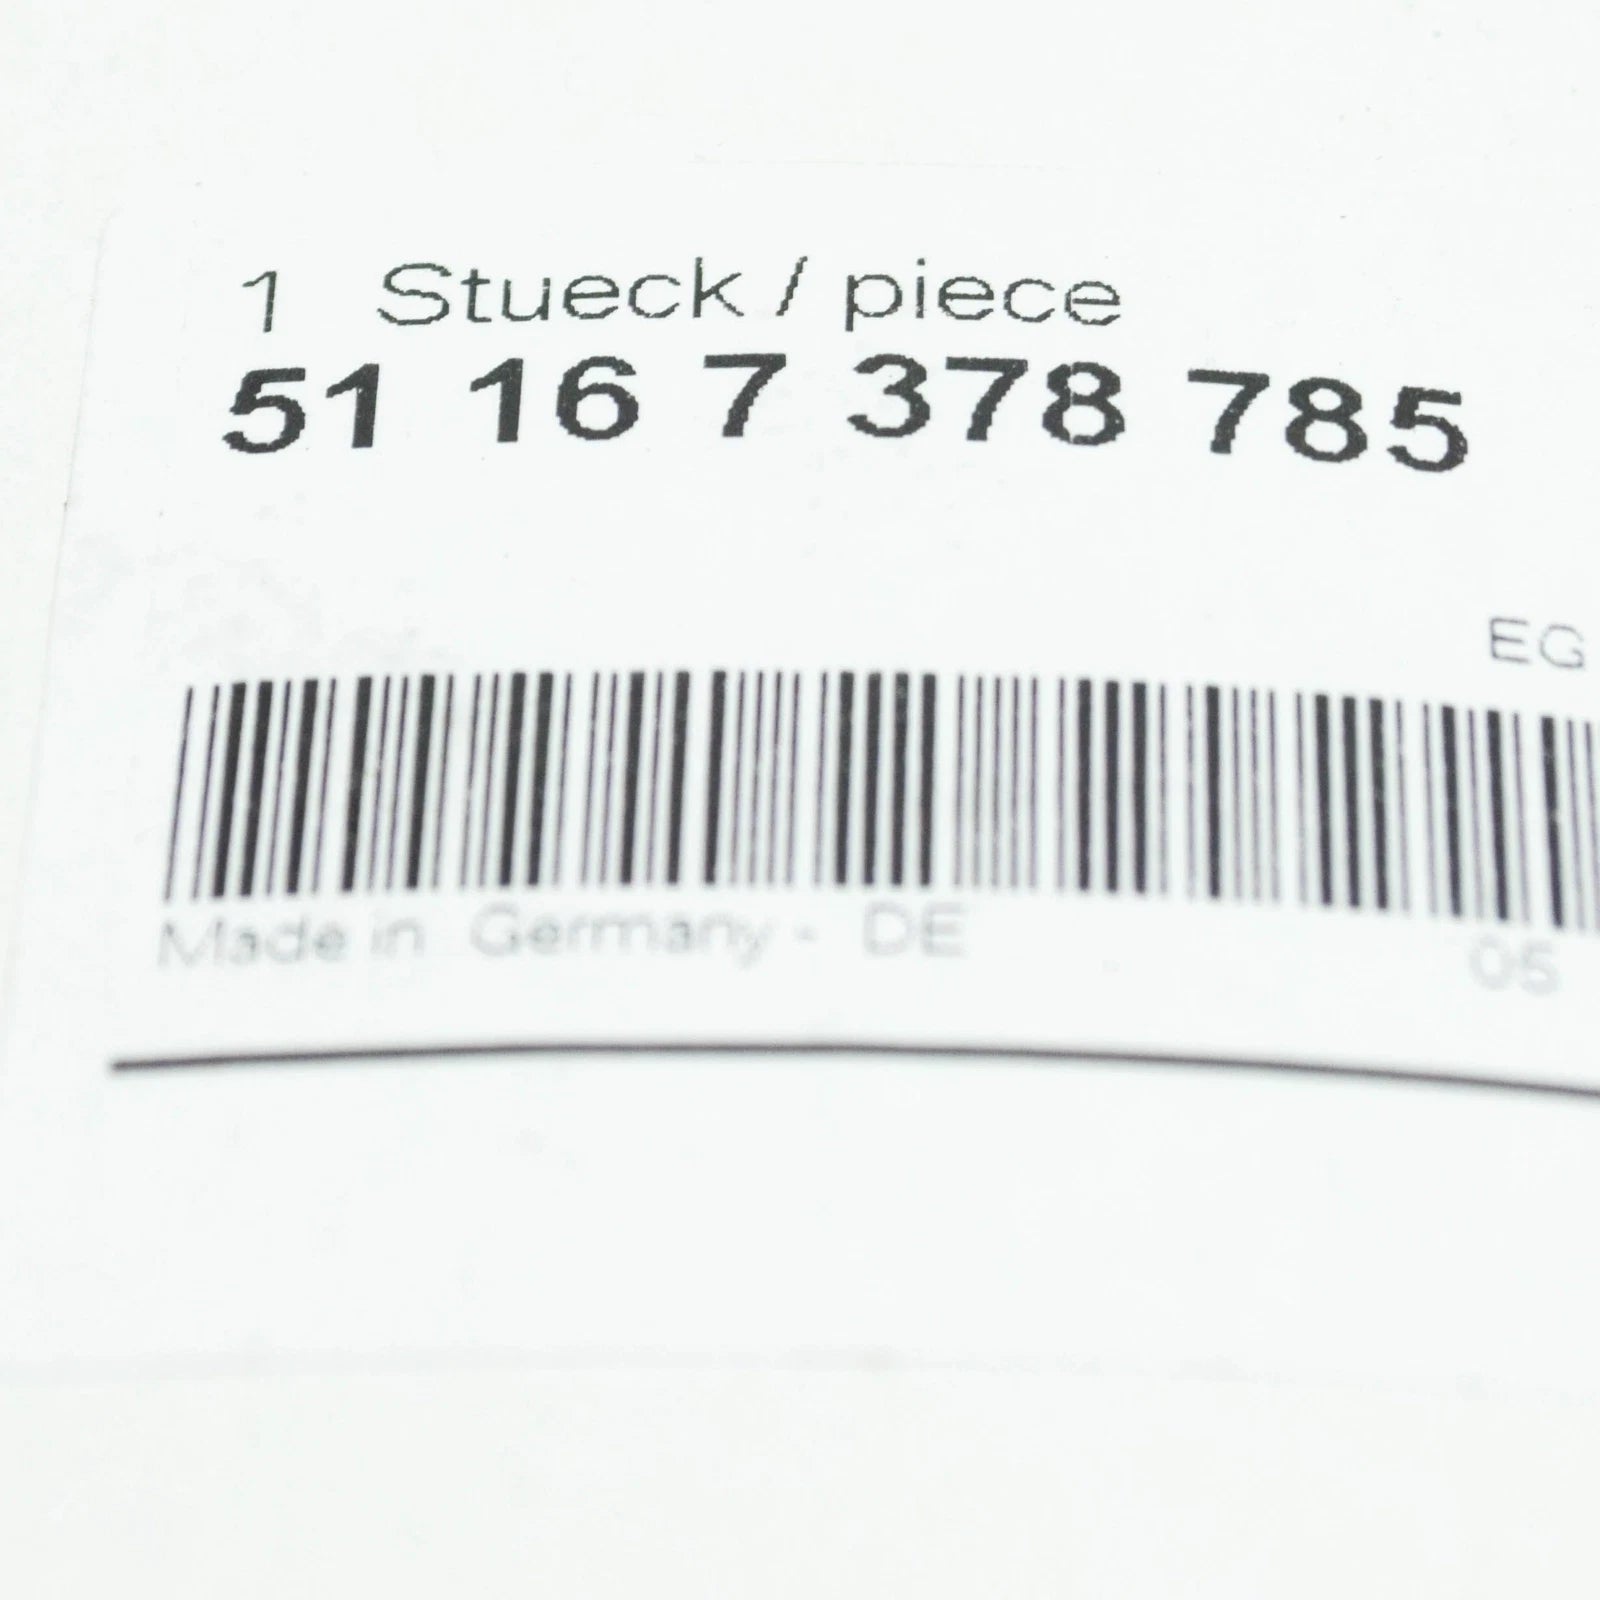 1 Stueck / piece
51 16 7 378 785
EG
Made in Germany - DE 05